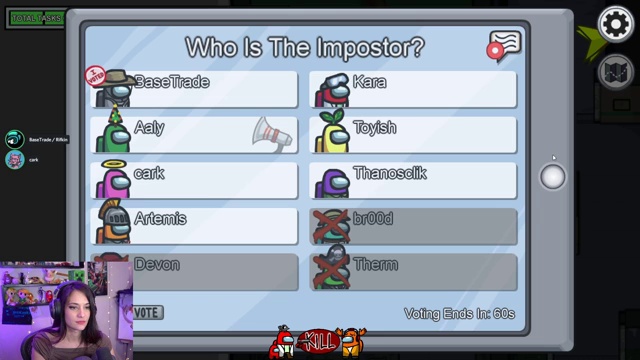 TOTAL TASKS
Who Is The Impostor?
I VOTED
BaseTrade
Kara
Aaly
Toyish
BaseTrade / Rifkin
cark
cark
Thanosclik
Artemis
br00d
Devon
Therm
VOTE
Voting Ends In: 60s
KILL